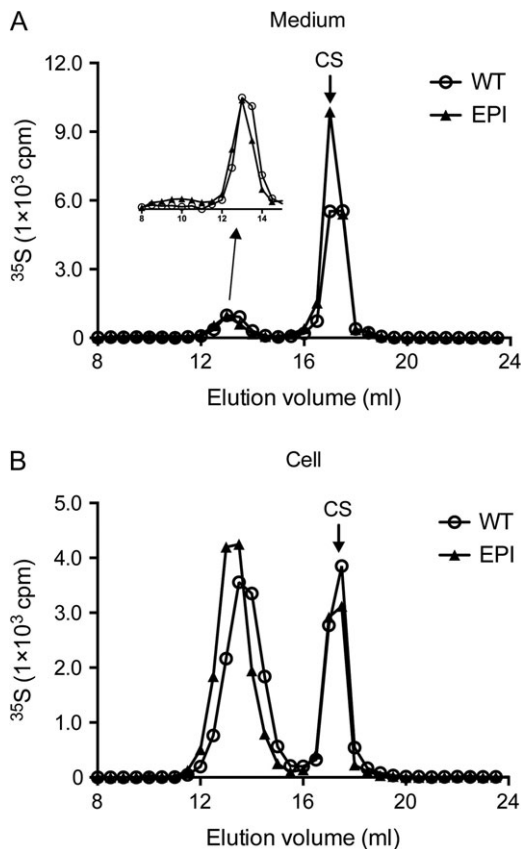 A
Medium
12.0
9.0
6.0
3.0
0
³⁵S (1×10³ cpm)
CS
WT
EPI
8 10 12 14
8 12 16 20 24
Elution volume (ml)
B
Cell
5.0
4.0
3.0
2.0
1.0
0
³⁵S (1×10³ cpm)
CS
WT
EPI
8 12 16 20 24
Elution volume (ml)